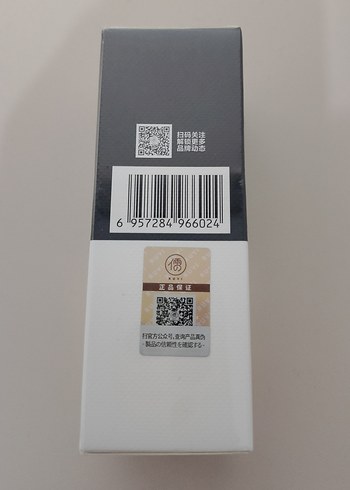 扫码关注
解锁更多
品牌动态
6 957284 966024
儒
正品保证
扫官方公众号,查询产品真伪
·製品の信頼性を確認する·